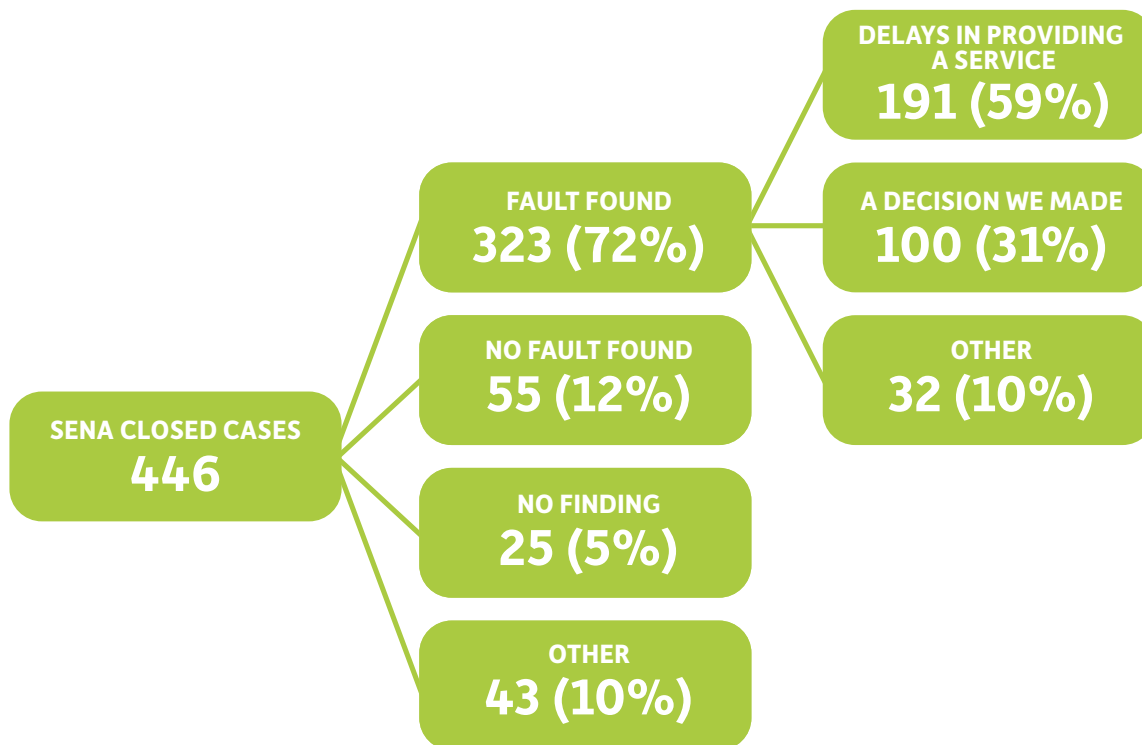 SENA CLOSED CASES
446
FAULT FOUND
323 (72%)
NO FAULT FOUND
55 (12%)
NO FINDING
25 (5%)
OTHER
43 (10%)
DELAYS IN PROVIDING
A SERVICE
191 (59%)
A DECISION WE MADE
100 (31%)
OTHER
32 (10%)